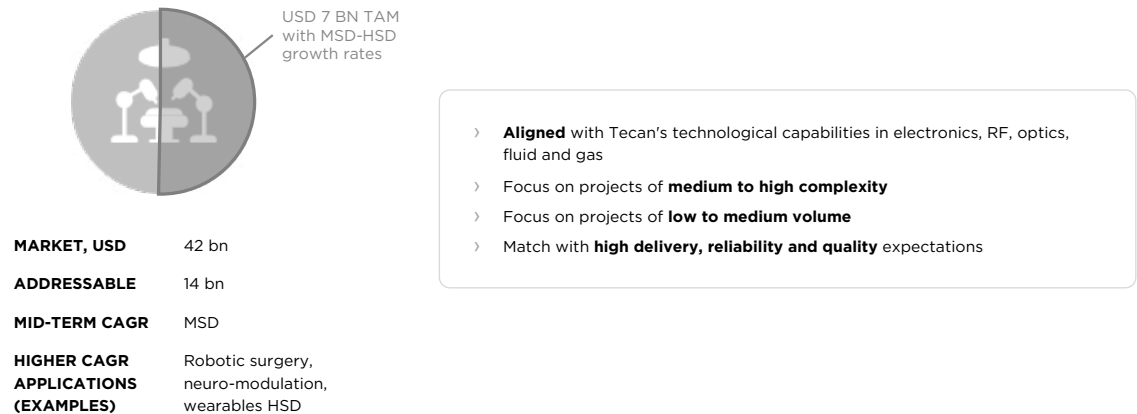 USD 7 BN TAM
with MSD-HSD
growth rates
› Aligned with Tecan's technological capabilities in electronics, RF, optics,
fluid and gas
› Focus on projects of medium to high complexity
› Focus on projects of low to medium volume
› Match with high delivery, reliability and quality expectations
MARKET, USD 42 bn
ADDRESSABLE 14 bn
MID-TERM CAGR MSD
HIGHER CAGR Robotic surgery,
APPLICATIONS neuro-modulation,
(EXAMPLES) wearables HSD